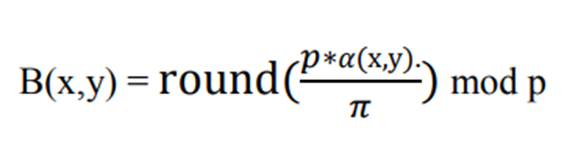 B(x,y) = round(p*α(x,y)./π) mod p